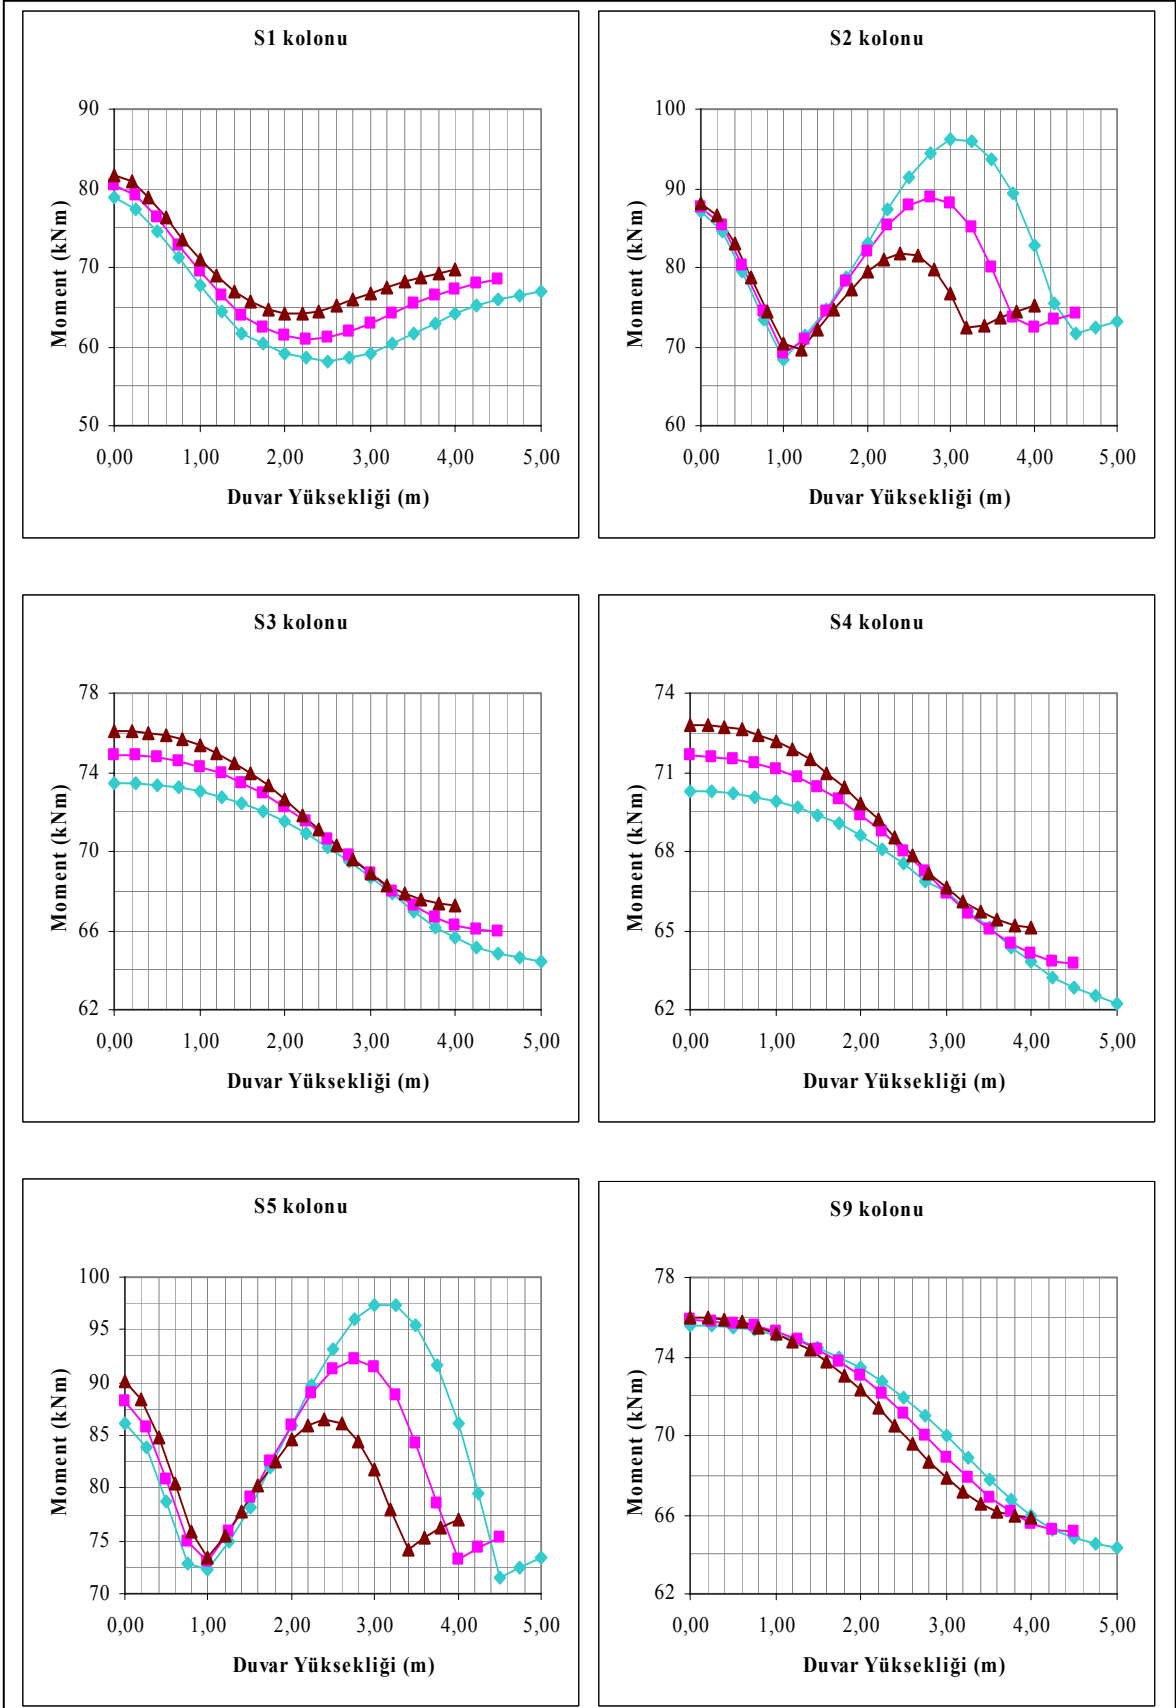 S1 kolonu
Moment (kNm)
90
80
70
60
50
0,00 1,00 2,00 3,00 4,00 5,00
Duvar Yüksekliği (m)
S2 kolonu
Moment (kNm)
100
90
80
70
60
0,00 1,00 2,00 3,00 4,00 5,00
Duvar Yüksekliği (m)
S3 kolonu
Moment (kNm)
78
74
70
66
62
0,00 1,00 2,00 3,00 4,00 5,00
Duvar Yüksekliği (m)
S4 kolonu
Moment (kNm)
74
71
68
65
62
0,00 1,00 2,00 3,00 4,00 5,00
Duvar Yüksekliği (m)
S5 kolonu
Moment (kNm)
100
95
90
85
80
75
70
0,00 1,00 2,00 3,00 4,00 5,00
Duvar Yüksekliği (m)
S9 kolonu
Moment (kNm)
78
74
70
66
62
0,00 1,00 2,00 3,00 4,00 5,00
Duvar Yüksekliği (m)